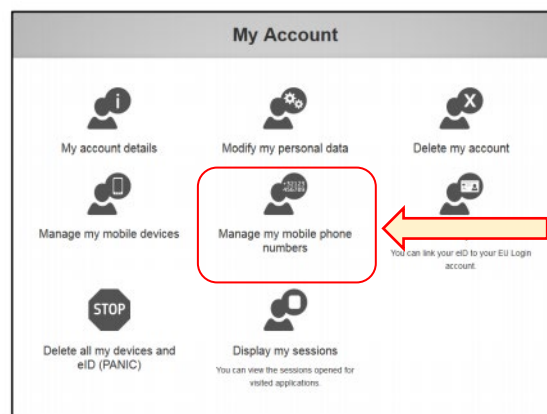 My Account
My account details
Modify my personal data
Delete my account
Manage my mobile devices
+32123
456789
Manage my mobile phone
numbers
You can link your eID to your EU Login
account.
STOP
Delete all my devices and
eID (PANIC)
Display my sessions
You can view the sessions opened for
visited applications.